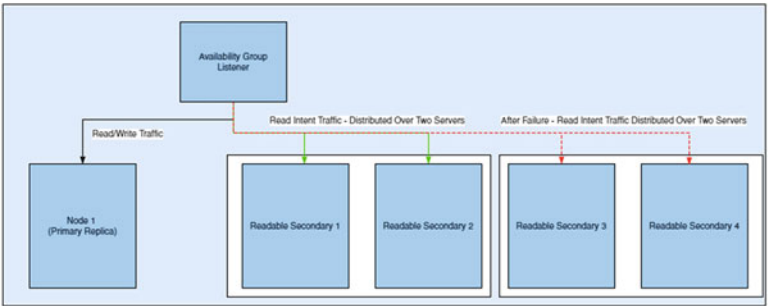 Availability Group
Listener
Read Intent Traffic - Distributed Over Two Servers
After Failure - Read Intent Traffic Distributed Over Two Servers
Read/Write Traffic
Node 1
(Primary Replica)
Readable Secondary 1
Readable Secondary 2
Readable Secondary 3
Readable Secondary 4